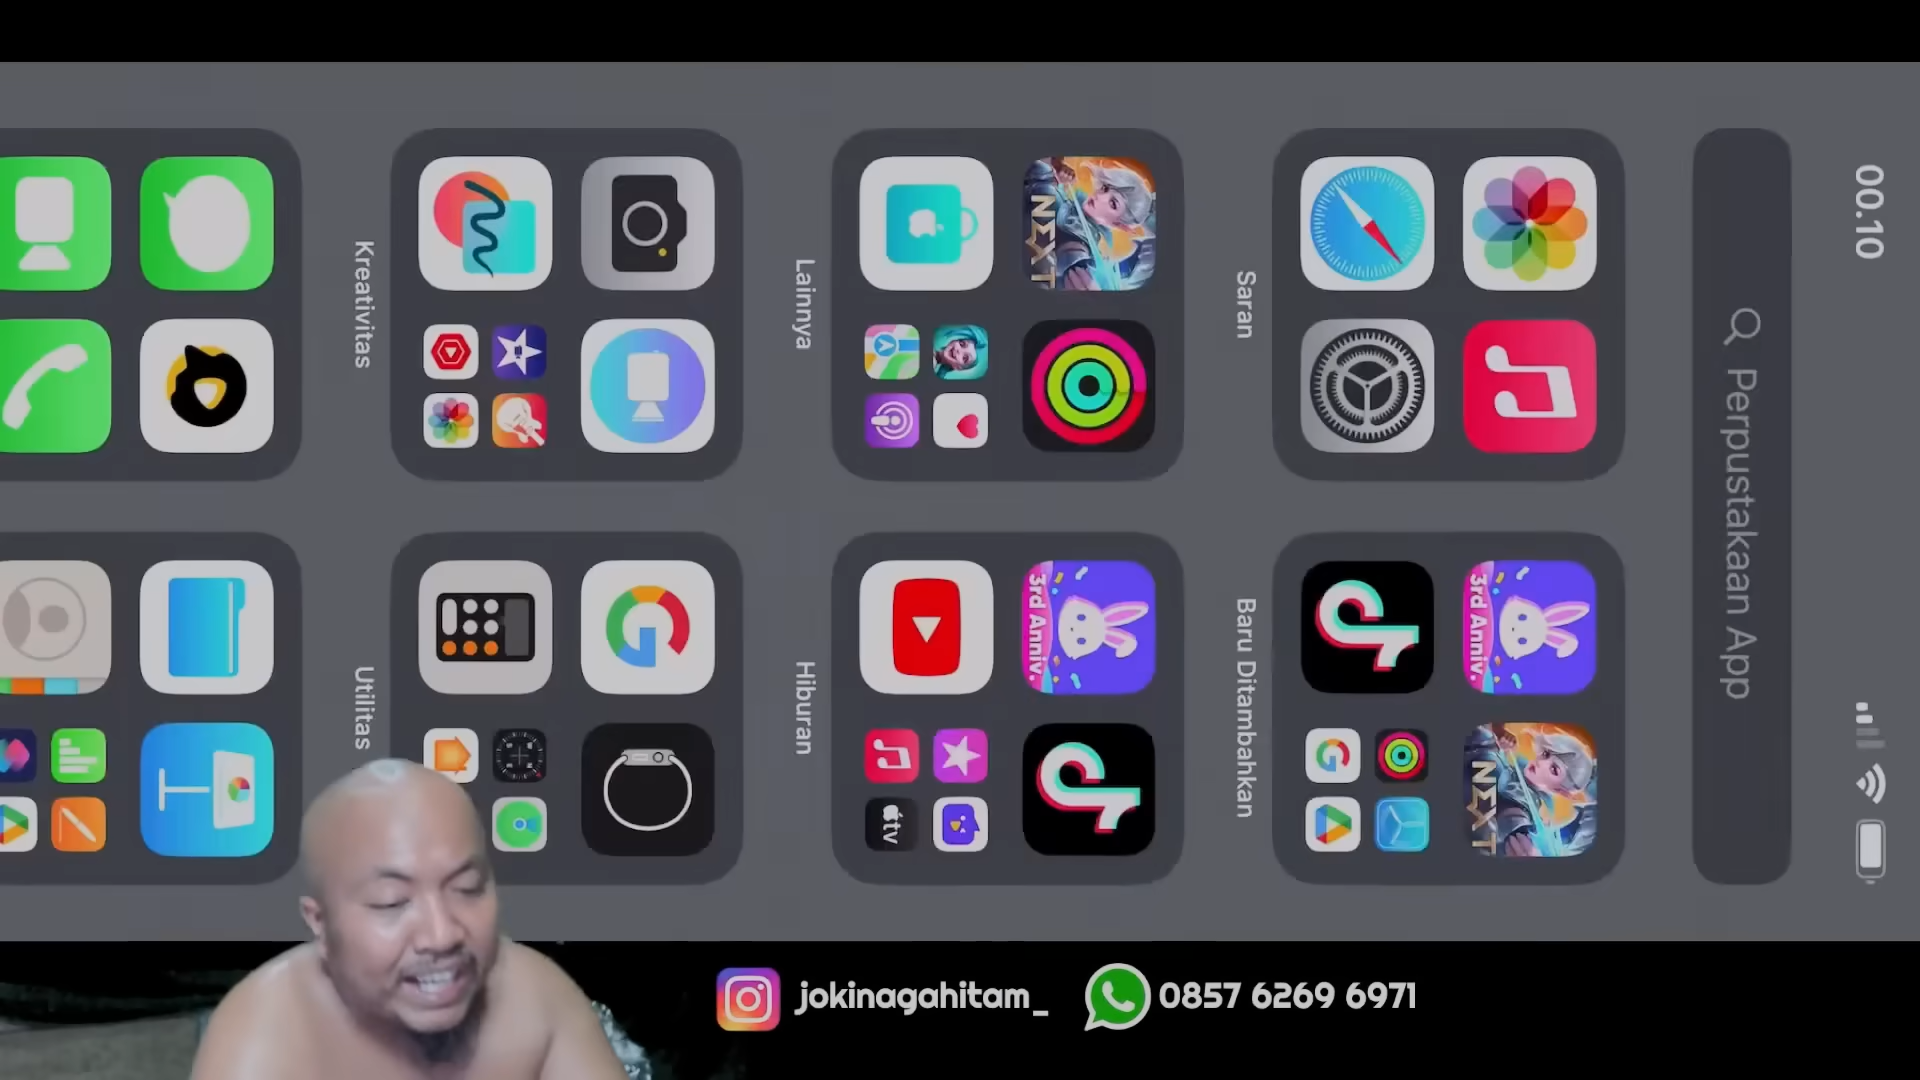 00.10
Perpustakaan App
Saran
Baru Ditambahkan
3rd Anniv.
NEXT
Lainnya
NEXT
Hiburan
3rd Anniv.
tv
Kreativitas
Utilitas
jokinagahitam_
0857 6269 6971